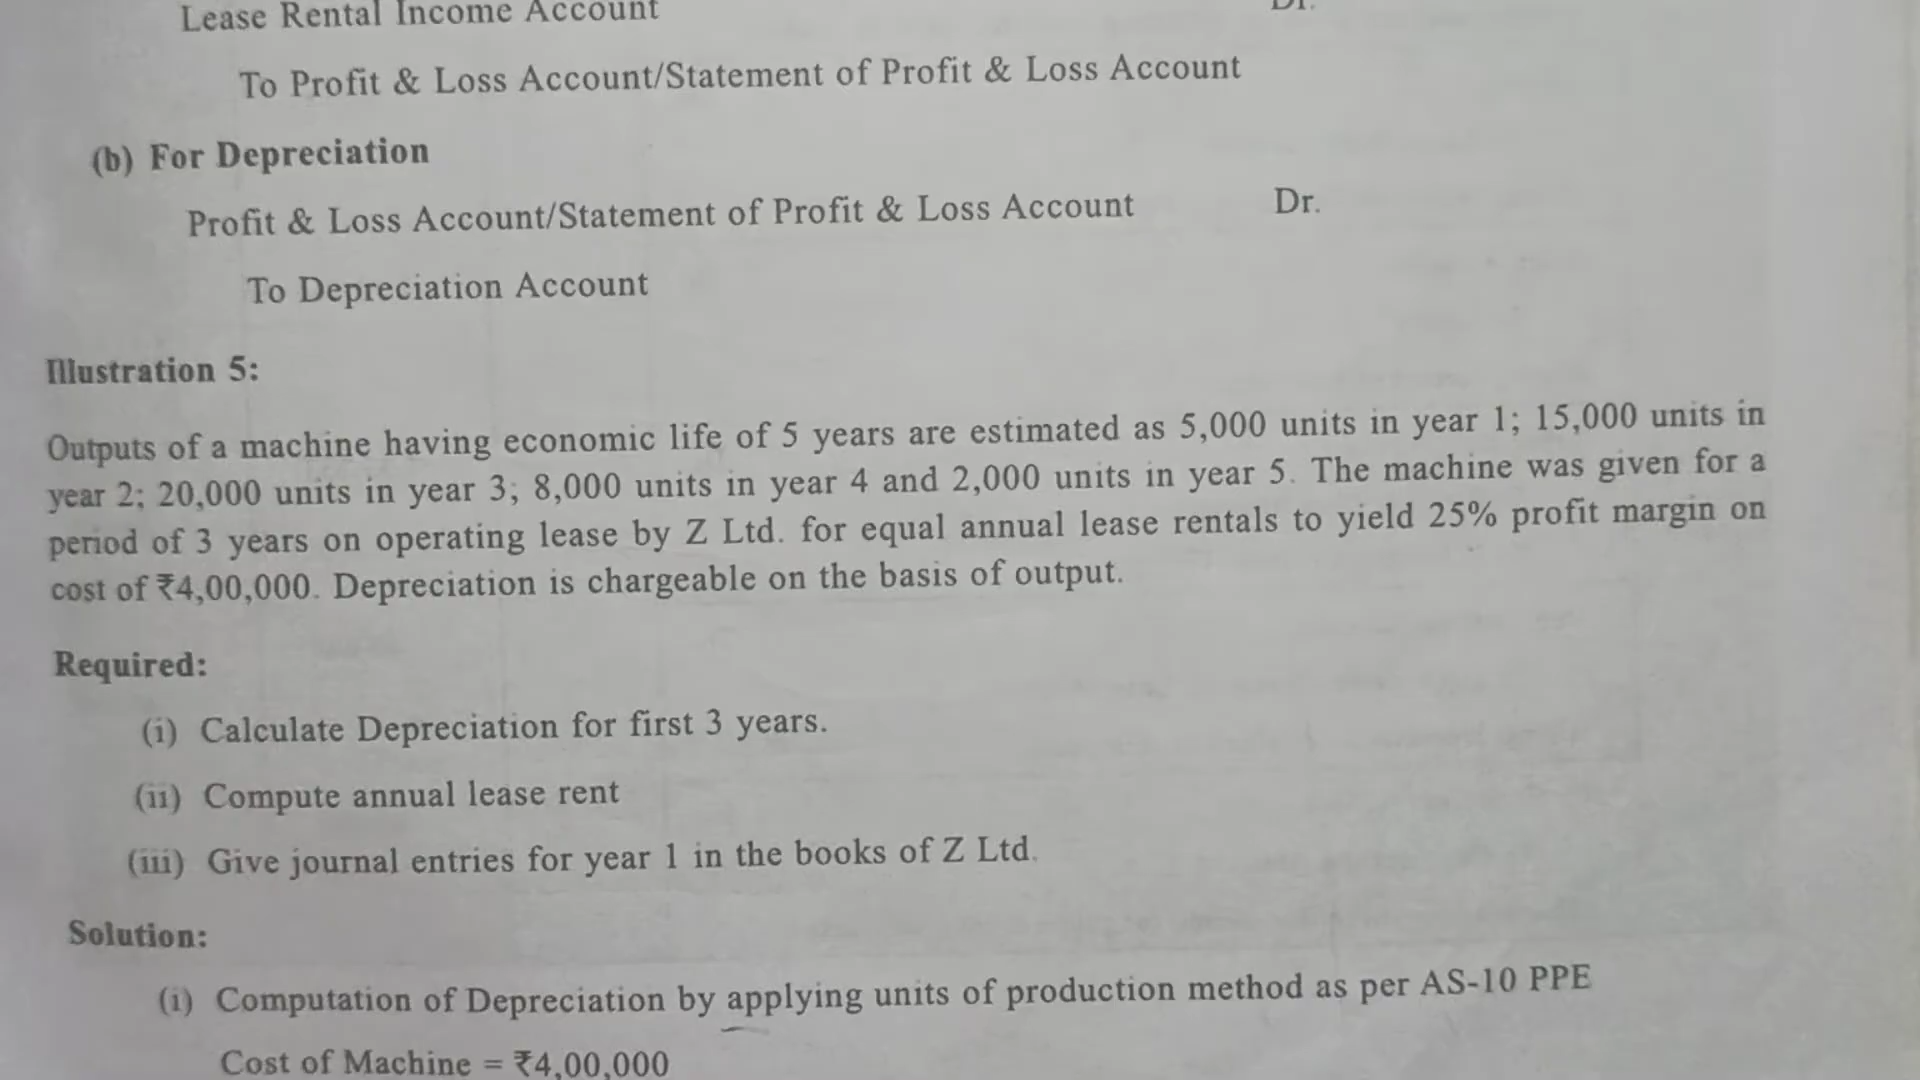 Lease Rental Income Account Dr.
To Profit & Loss Account/Statement of Profit & Loss Account
(b) For Depreciation
Profit & Loss Account/Statement of Profit & Loss Account Dr.
To Depreciation Account
Illustration 5:
Outputs of a machine having economic life of 5 years are estimated as 5,000 units in year 1; 15,000 units in
year 2; 20,000 units in year 3; 8,000 units in year 4 and 2,000 units in year 5. The machine was given for a
period of 3 years on operating lease by Z Ltd. for equal annual lease rentals to yield 25% profit margin on
cost of ₹4,00,000. Depreciation is chargeable on the basis of output.
Required:
(i) Calculate Depreciation for first 3 years.
(ii) Compute annual lease rent
(iii) Give journal entries for year 1 in the books of Z Ltd.
Solution:
(i) Computation of Depreciation by applying units of production method as per AS-10 PPE
Cost of Machine = ₹4,00,000